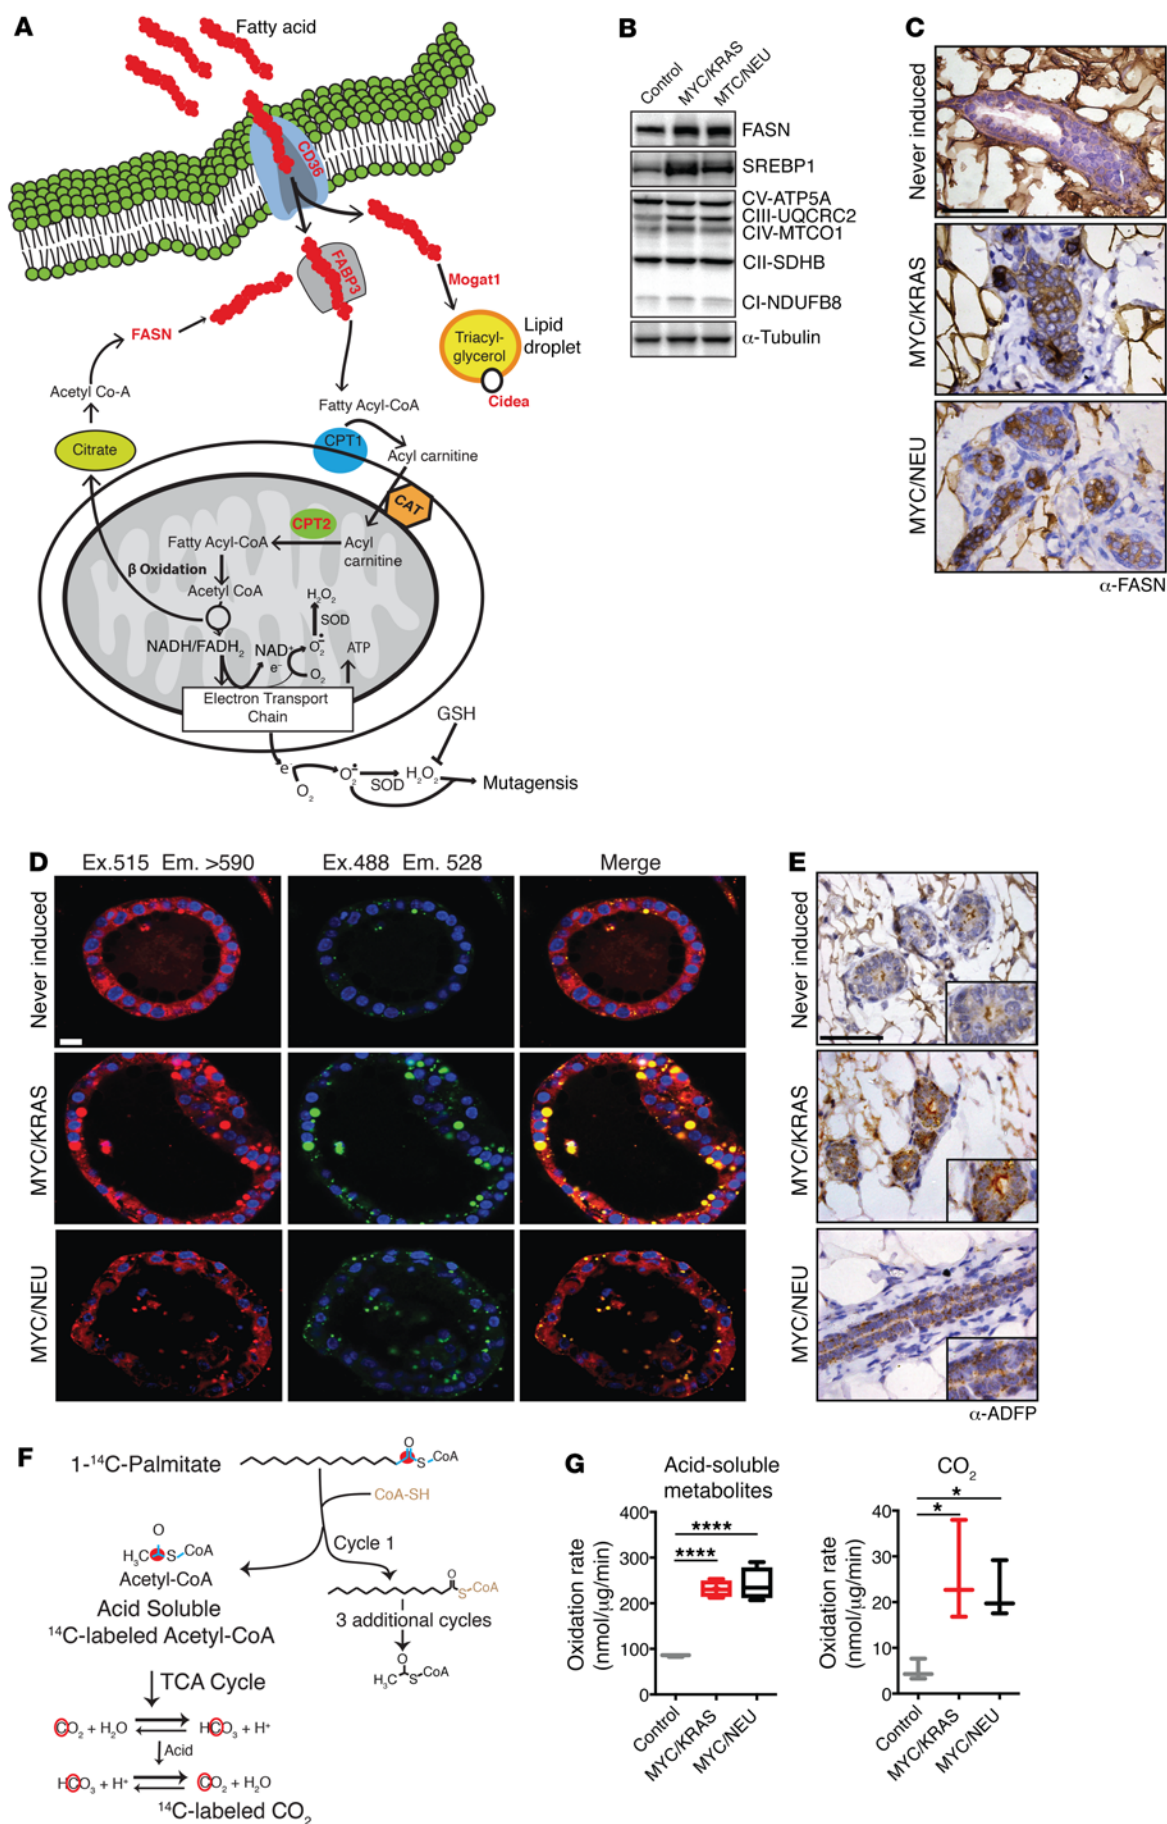 A
Fatty acid
CD36
FABP3
Mogat1
FASN
Triacyl-
glycerol
Lipid
droplet
Cidea
Acetyl Co-A
Citrate
Fatty Acyl-CoA
CPT1
Acyl carnitine
CAT
CPT2
Fatty Acyl-CoA
Acyl
carnitine
β Oxidation
Acetyl CoA
H₂O₂
SOD
NADH/FADH₂
NAD⁺
O₂•⁻
ATP
e⁻
O₂
Electron Transport
Chain
GSH
e⁻
O₂
O₂•⁻
SOD
H₂O₂
Mutagensis
B
Control
MYC/KRAS
MTC/NEU
FASN
SREBP1
CV-ATP5A
CIII-UQCRC2
CIV-MTCO1
CII-SDHB
CI-NDUFB8
α-Tubulin
C
Never induced
MYC/KRAS
MYC/NEU
α-FASN
D
Ex.515 Em. >590
Ex.488 Em. 528
Merge
Never induced
MYC/KRAS
MYC/NEU
E
Never induced
MYC/KRAS
MYC/NEU
α-ADFP
F
1-¹⁴C-Palmitate
O
S-CoA
CoA-SH
Cycle 1
O
H₃C S-CoA
Acetyl-CoA
Acid Soluble
¹⁴C-labeled Acetyl-CoA
O
S-CoA
3 additional cycles
O
H₃C S-CoA
TCA Cycle
CO₂ + H₂O HCO₃ + H⁺
Acid
HCO₃ + H⁺ CO₂ + H₂O
¹⁴C-labeled CO₂
G
Acid-soluble
metabolites
Oxidation rate
(nmol/μg/min)
400
300
200
100
0
****
****
Control
MYC/KRAS
MYC/NEU
CO₂
Oxidation rate
(nmol/μg/min)
40
30
20
10
0
*
*
Control
MYC/KRAS
MYC/NEU